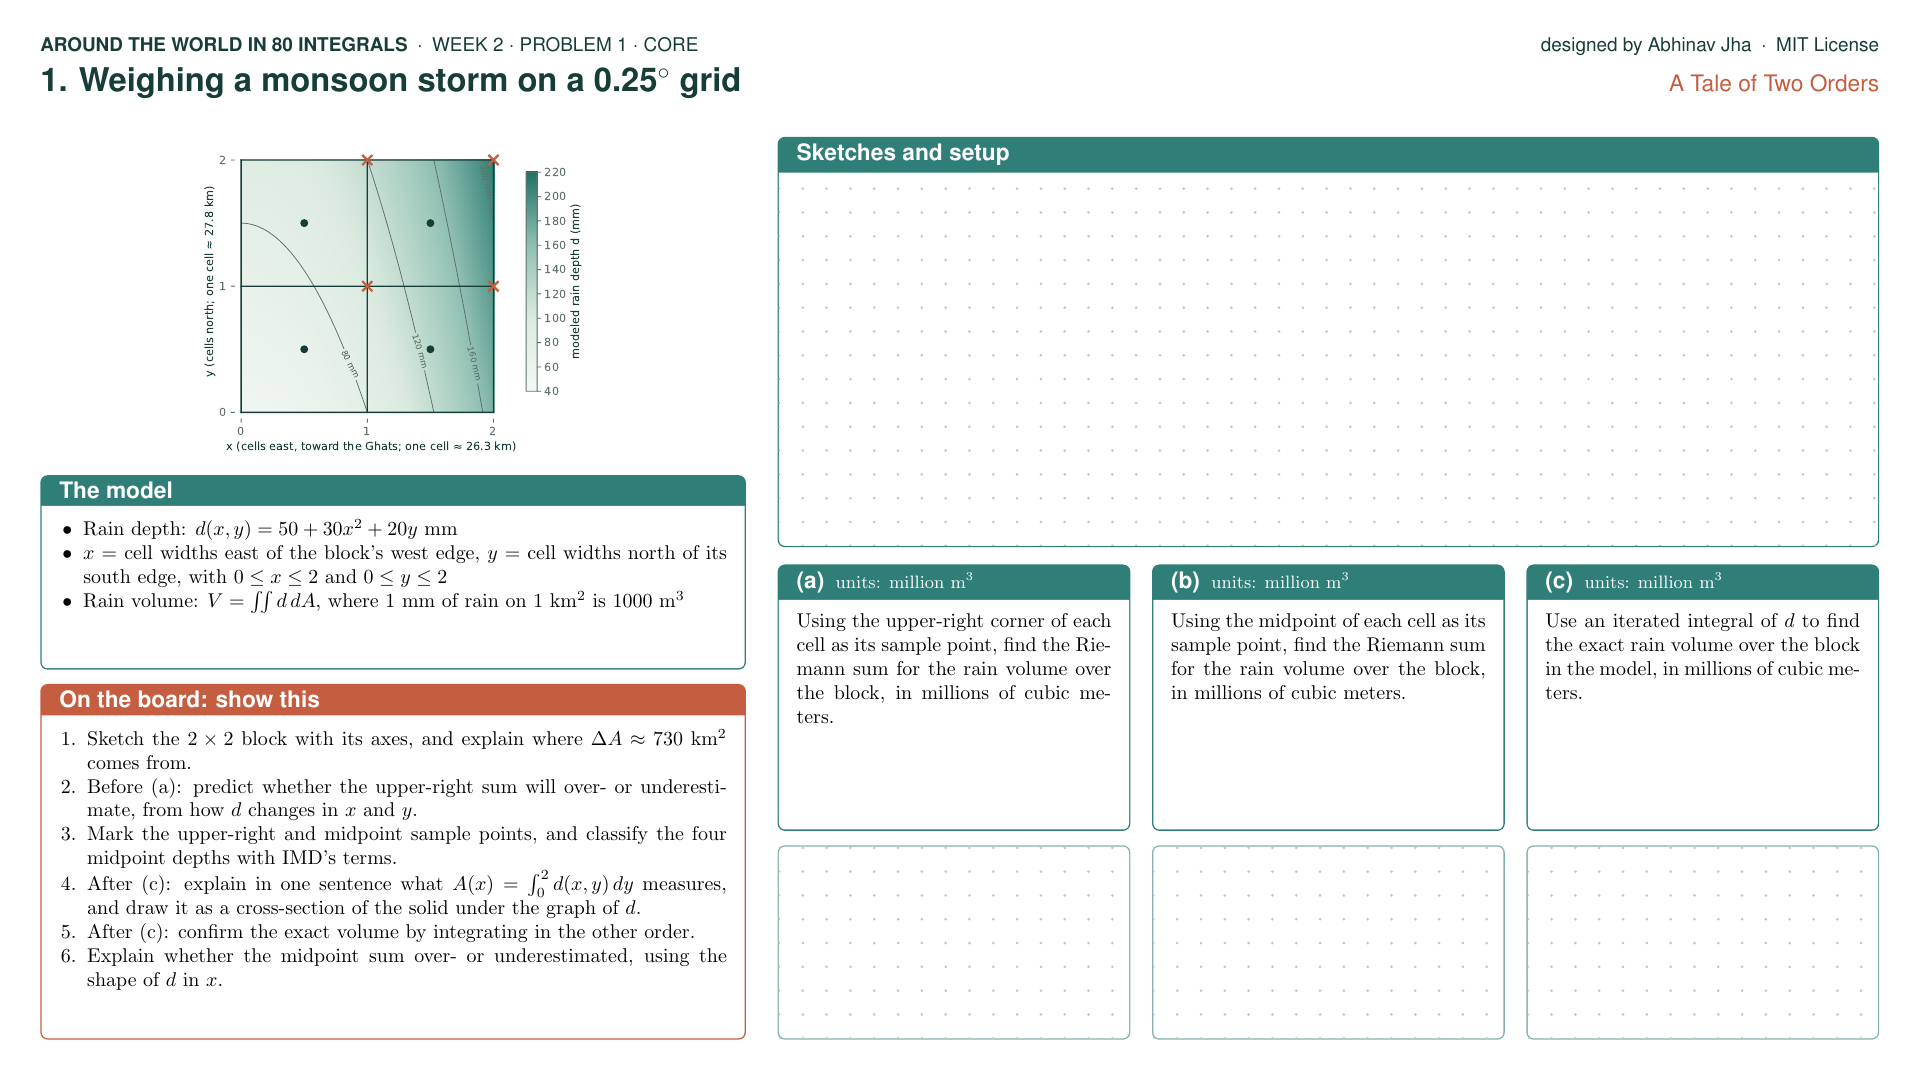 AROUND THE WORLD IN 80 INTEGRALS · WEEK 2 · PROBLEM 1 · CORE
designed by Abhinav Jha · MIT License
1. Weighing a monsoon storm on a 0.25° grid
A Tale of Two Orders
y (cells north; one cell ≈ 27.8 km)
2
1
0
0
1
2
x (cells east, toward the Ghats; one cell ≈ 26.3 km)
80 mm
120 mm
160 mm
220
200
180
160
140
120
100
80
60
40
modeled rain depth d (mm)
The model
• Rain depth: d(x, y) = 50 + 30x² + 20y mm
• x = cell widths east of the block's west edge, y = cell widths north of its
south edge, with 0 ≤ x ≤ 2 and 0 ≤ y ≤ 2
• Rain volume: V = ∬ d dA, where 1 mm of rain on 1 km² is 1000 m³
On the board: show this
1. Sketch the 2 × 2 block with its axes, and explain where ΔA ≈ 730 km²
comes from.
2. Before (a): predict whether the upper-right sum will over- or underesti-
mate, from how d changes in x and y.
3. Mark the upper-right and midpoint sample points, and classify the four
midpoint depths with IMD's terms.
4. After (c): explain in one sentence what A(x) = ∫₀² d(x, y) dy measures,
and draw it as a cross-section of the solid under the graph of d.
5. After (c): confirm the exact volume by integrating in the other order.
6. Explain whether the midpoint sum over- or underestimated, using the
shape of d in x.
Sketches and setup
(a) units: million m³
Using the upper-right corner of each
cell as its sample point, find the Rie-
mann sum for the rain volume over
the block, in millions of cubic me-
ters.
(b) units: million m³
Using the midpoint of each cell as its
sample point, find the Riemann sum
for the rain volume over the block,
in millions of cubic meters.
(c) units: million m³
Use an iterated integral of d to find
the exact rain volume over the block
in the model, in millions of cubic me-
ters.